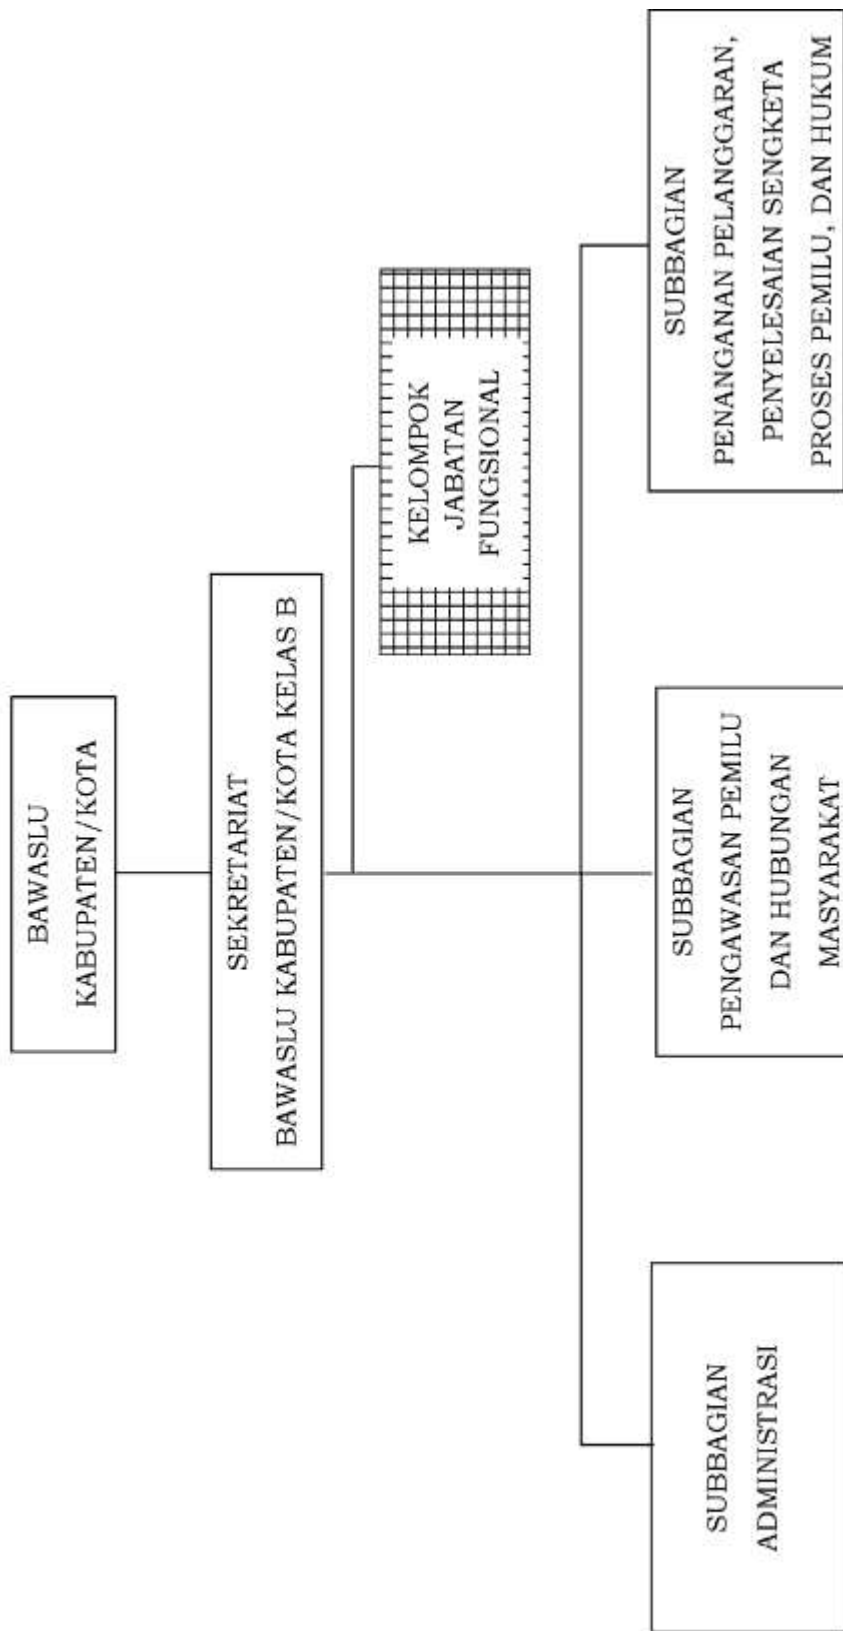 BAWASLU
KABUPATEN/KOTA
SEKRETARIAT
BAWASLU KABUPATEN/KOTA KELAS B
KELOMPOK
JABATAN
FUNGSIONAL
SUBBAGIAN
ADMINISTRASI
SUBBAGIAN
PENGAWASAN PEMILU
DAN HUBUNGAN
MASYARAKAT
SUBBAGIAN
PENANGANAN PELANGGARAN,
PENYELESAIAN SENGKETA
PROSES PEMILU, DAN HUKUM